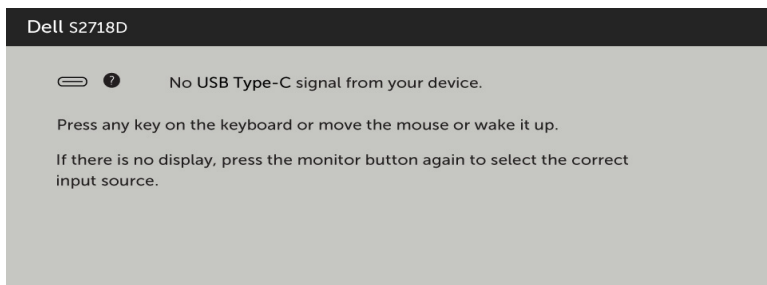 Dell S2718D
? No USB Type-C signal from your device.
Press any key on the keyboard or move the mouse or wake it up.
If there is no display, press the monitor button again to select the correct
input source.